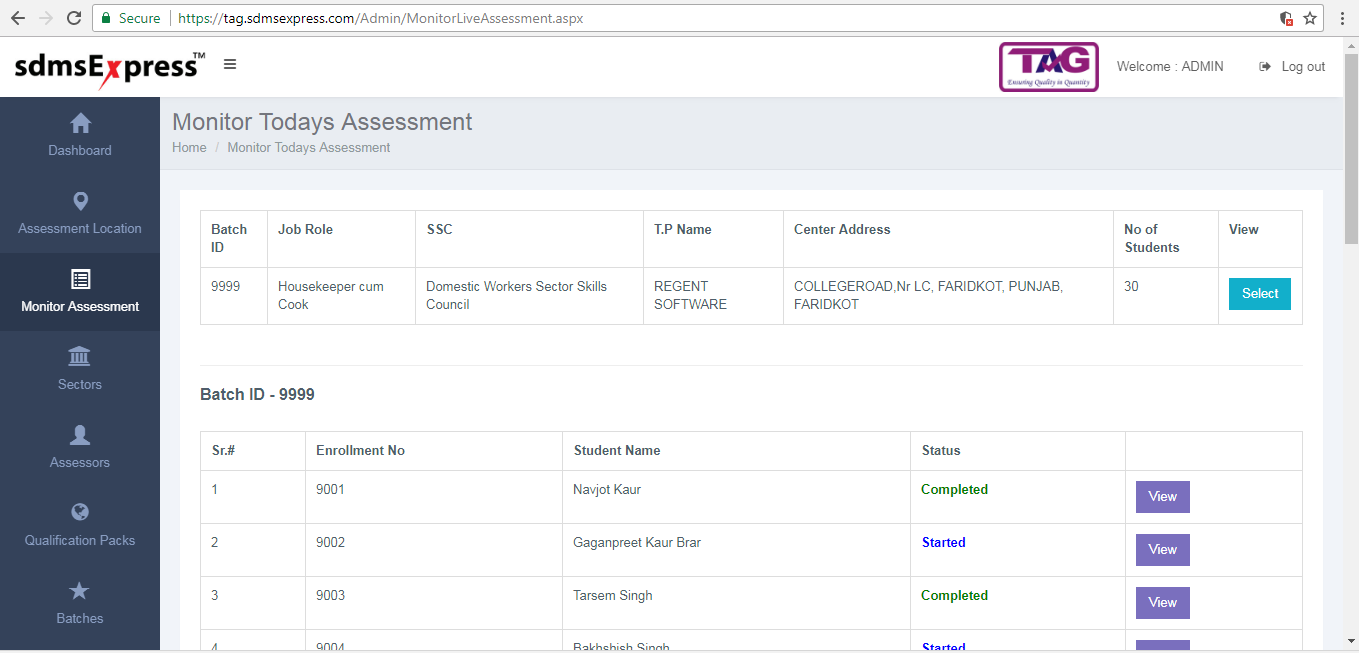 Secure https://tag.sdmsexpress.com/Admin/MonitorLiveAssessment.aspx
sdmsExpress™
TAG
Ensuring Quality in Quantity
Welcome : ADMIN
Log out
Dashboard
Assessment Location
Monitor Assessment
Sectors
Assessors
Qualification Packs
Batches
Monitor Todays Assessment
Home / Monitor Todays Assessment
Batch ID Job Role SSC T.P Name Center Address No of Students View
9999 Housekeeper cum Cook Domestic Workers Sector Skills Council REGENT SOFTWARE COLLEGEROAD,Nr LC, FARIDKOT, PUNJAB, FARIDKOT 30 Select
Batch ID - 9999
Sr.# Enrollment No Student Name Status
1 9001 Navjot Kaur Completed View
2 9002 Gaganpreet Kaur Brar Started View
3 9003 Tarsem Singh Completed View
4 9004 Bakhshish Singh Started